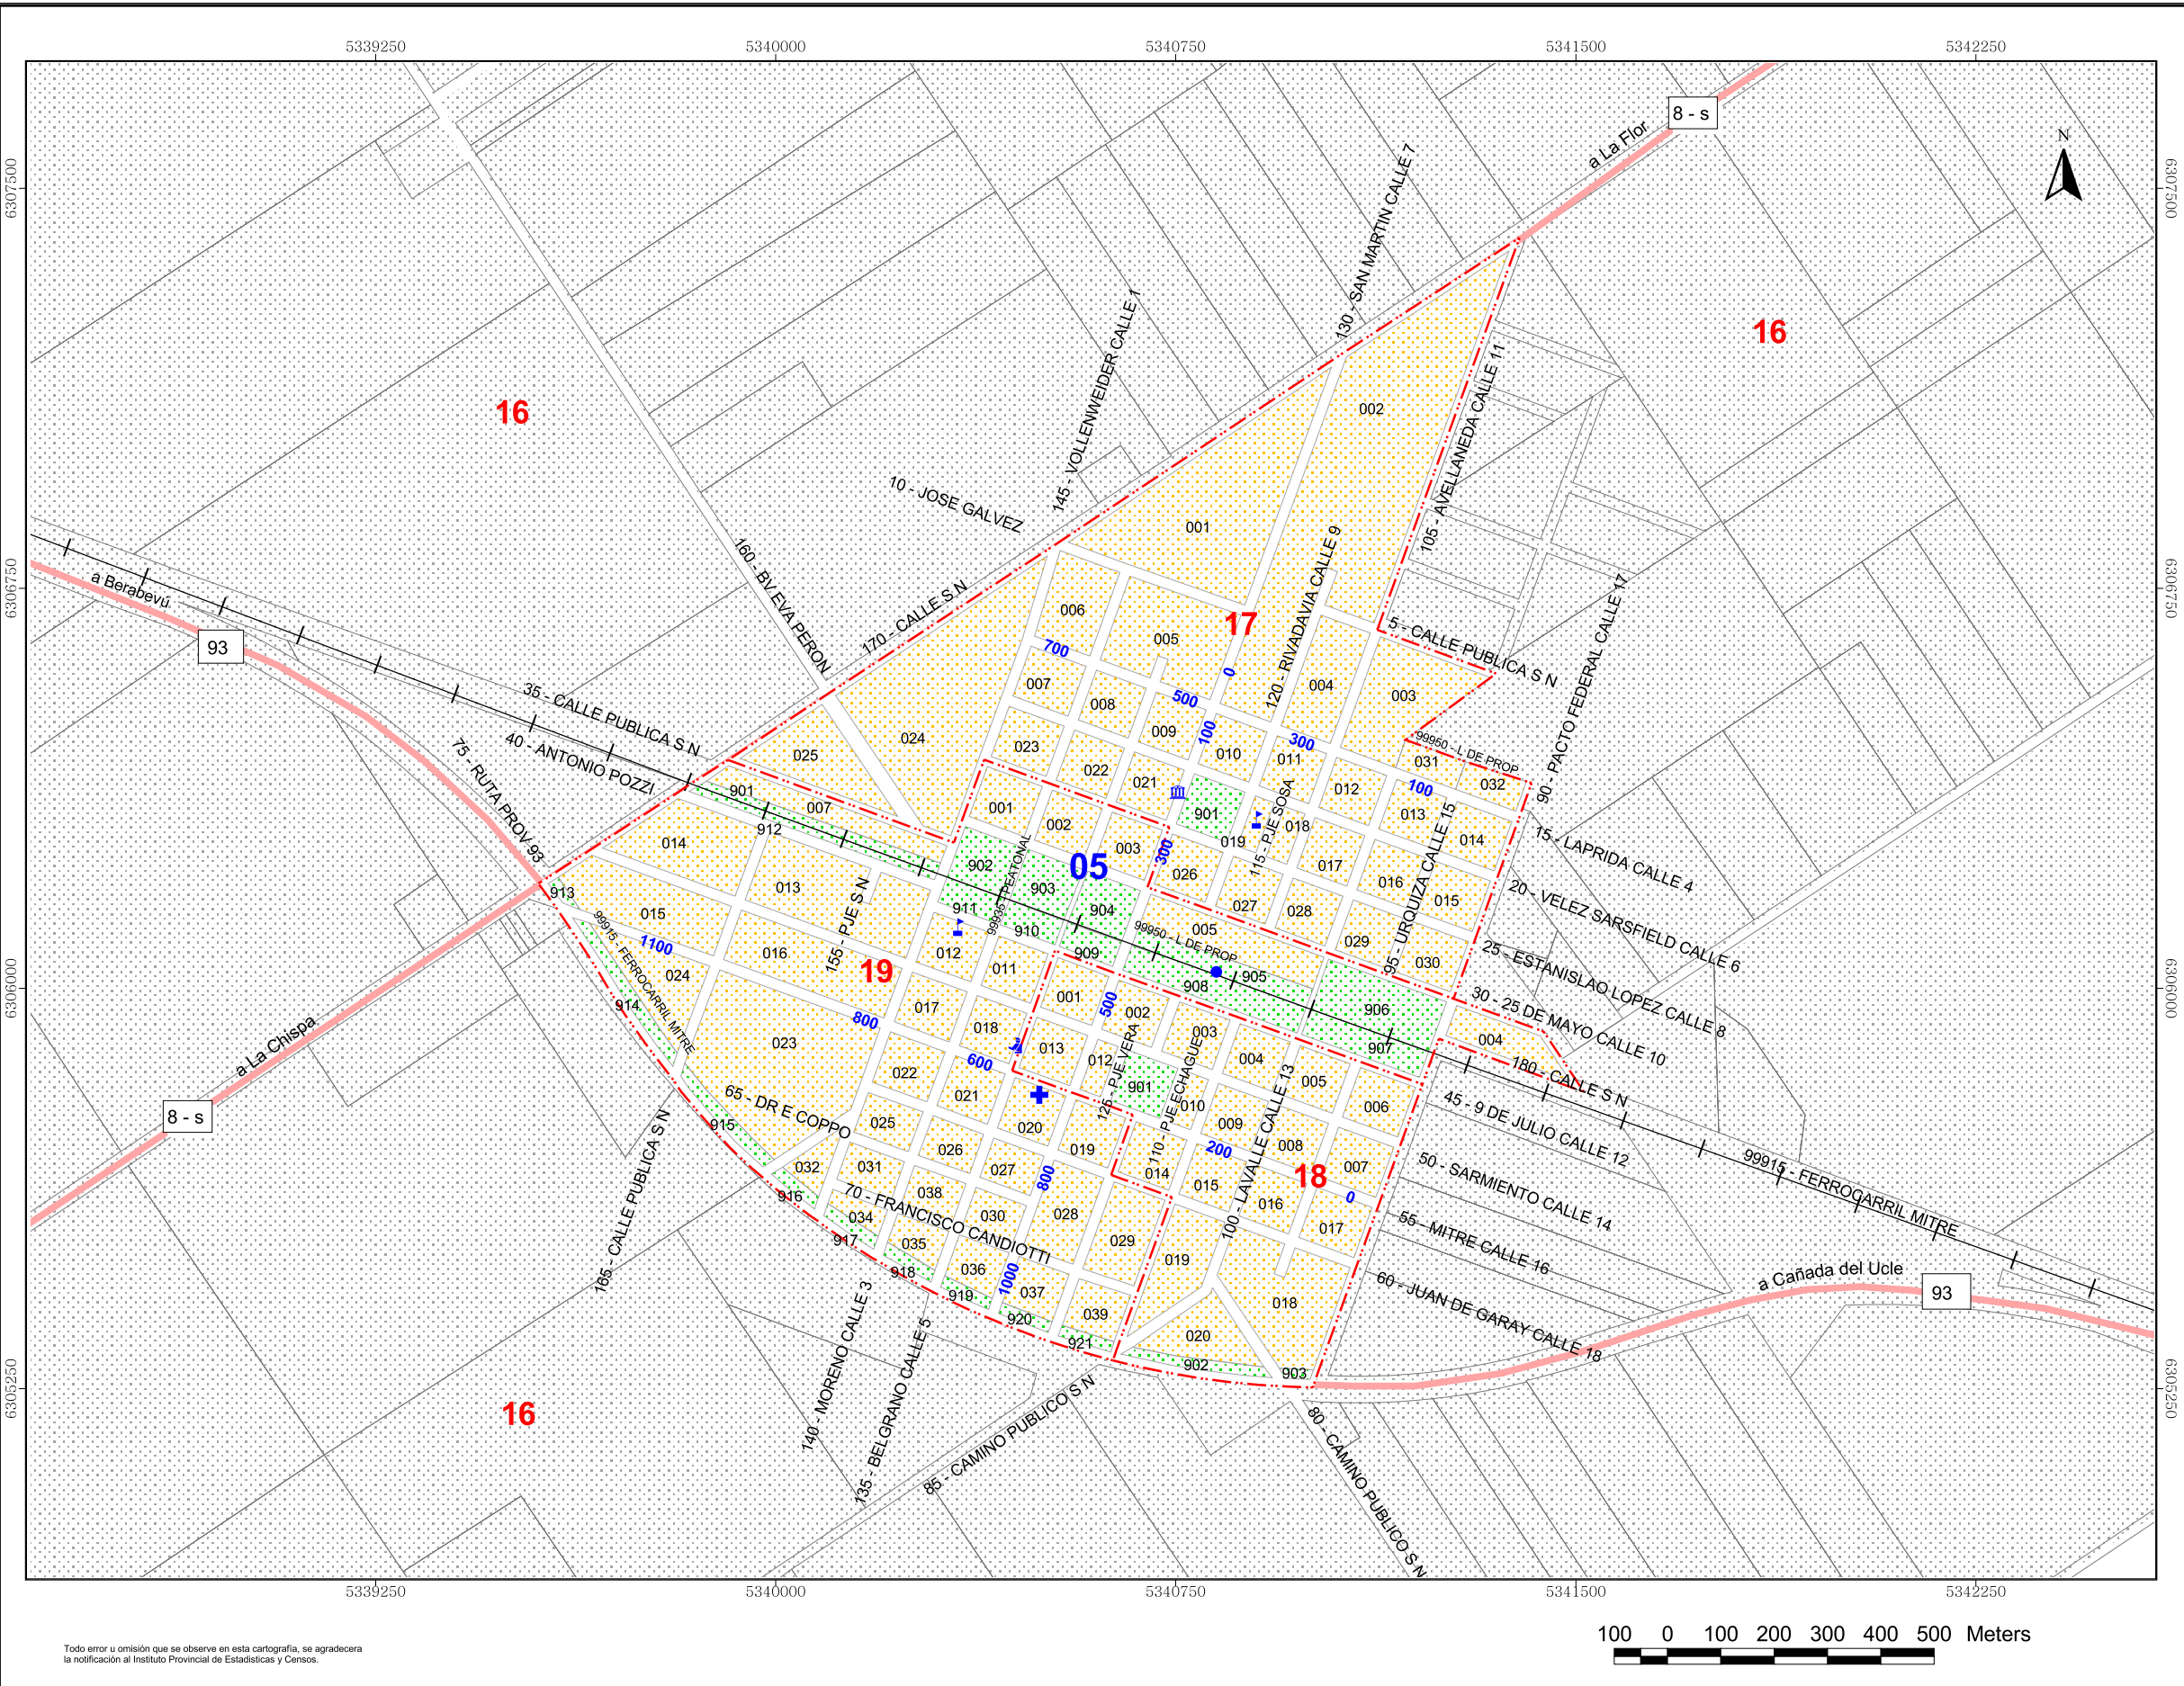 5339250 5340000 5340750 5341500 5342250
6307500
6307500
6306750
6306750
6306000
6306000
6305250
6305250
N
8 - s
a La Flor
16
16
16
130 - SAN MARTIN CALLE 7
145 - VOLLENWEIDER CALLE 1
105 - AVELLANEDA CALLE 11
10 - JOSE GALVEZ
160 - BV EVA PERON
170 - CALLE S N
120 - RIVADAVIA CALLE 9
5 - CALLE PUBLICA S N
90 - PACTO FEDERAL CALLE 17
a Berabevú
93
35 - CALLE PUBLICA S N
40 - ANTONIO POZZI
75 - RUTA PROV 93
002
001
17
006
005
700
0
500
004
003
007
008
009
100
010
300
011
99950 - L DE PROP
031
032
100
012
013
014
024
025
023
022
021
901
115 - PJE SOSA
018
019
017
016
015
95 - URQUIZA CALLE 15
026
027
028
029
030
901
007
912
001
002
003
300
05
902
903
904
99935 - PEATONAL
911
910
909
99950 - L DE PROP
005
905
908
906
907
004
15 - LAPRIDA CALLE 4
20 - VELEZ SARSFIELD CALLE 6
25 - ESTANISLAO LOPEZ CALLE 8
30 - 25 DE MAYO CALLE 10
180 - CALLE S N
45 - 9 DE JULIO CALLE 12
50 - SARMIENTO CALLE 14
55 - MITRE CALLE 16
60 - JUAN DE GARAY CALLE 18
99915 - FERROCARRIL MITRE
a Cañada del Ucle
93
014
013
155 - PJE S N
913
015
1100
016
19
012
011
99915 - FERROCARRIL MITRE
024
914
800
017
018
023
600
022
021
020
019
65 - DR E COPPO
025
026
027
800
915
032
031
038
030
028
029
916
034
70 - FRANCISCO CANDIOTTI
917
035
036
1000
037
039
918
919
920
921
001
500
002
003
004
005
006
013
012
125 - PJE VERA
901
110 - PJE ECHAGUE
010
009
200
008
007
100 - LAVALLE CALLE 13
18
0
014
015
016
017
019
018
020
902
903
a La Chispa
8 - s
165 - CALLE PUBLICA S N
140 - MORENO CALLE 3
135 - BELGRANO CALLE 5
85 - CAMINO PUBLICO S N
80 - CAMINO PUBLICO S N
5339250 5340000 5340750 5341500 5342250
100 0 100 200 300 400 500 Meters
Todo error u omisión que se observe en esta cartografía, se agradecera
la notificación al Instituto Provincial de Estadisticas y Censos.